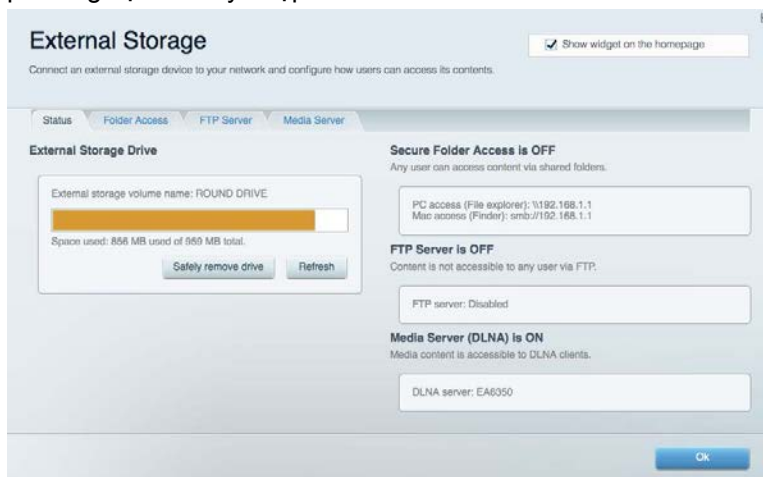 External Storage
Show widget on the homepage
Connect an external storage device to your network and configure how users can access its contents.
Status
Folder Access
FTP Server
Media Server
External Storage Drive
External storage volume name: ROUND DRIVE
Space used: 856 MB used of 969 MB total.
Safely remove drive
Refresh
Secure Folder Access is OFF
Any user can access content via shared folders.
PC access (File explorer): \\192.168.1.1
Mac access (Finder): smb://192.168.1.1
FTP Server is OFF
Content is not accessible to any user via FTP.
FTP server: Disabled
Media Server (DLNA) is ON
Media content is accessible to DLNA clients.
DLNA server: EA6350
Ok